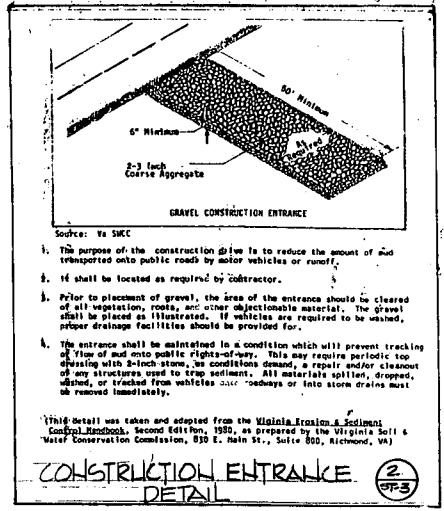 50' Minimum
6" Minimum
As
Required
2-3 Inch
Coarse Aggregate
GRAVEL CONSTRUCTION ENTRANCE
Source: Va SWCC
1. The purpose of the construction drive is to reduce the amount of mud
transported onto public roads by motor vehicles or runoff.
2. It shall be located as required by contractor.
3. Prior to placement of gravel, the area of the entrance should be cleared
of all vegetation, roots, and other objectionable material. The gravel
shall be placed as illustrated. If vehicles are required to be washed,
proper drainage facilities should be provided for.
4. The entrance shall be maintained in a condition which will prevent tracking
or flow of mud onto public rights-of-way. This may require periodic top
dressing with 2-inch stone, as conditions demand, a repair and/or cleanout
of any structures used to trap sediment. All materials spilled, dropped,
washed, or tracked from vehicles onto roadways or into storm drains must
be removed immediately.
(This detail was taken and adapted from the Viginia Erosion & Sediment
Control Handbook, Second Edition, 1980, as prepared by the Virginia Soil &
Water Conservation Commission, 830 E. Main St., Suite 800, Richmond, VA)
CONSTRUCTION ENTRANCE
DETAIL
2
ST-3